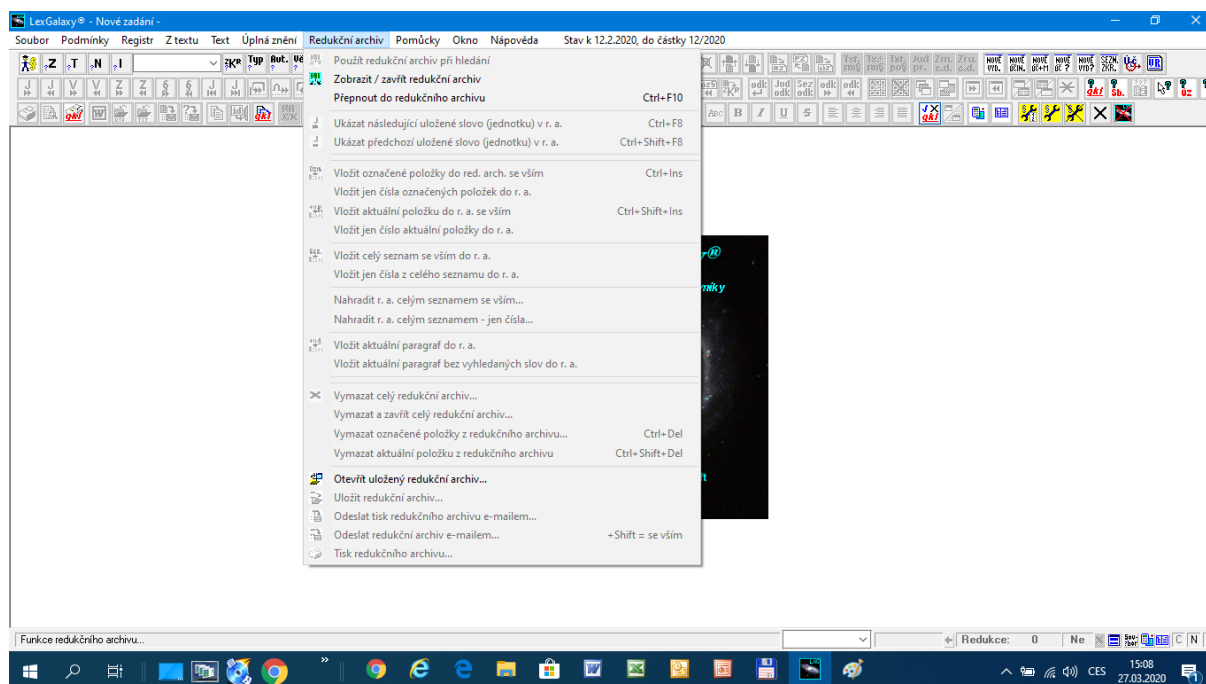 LexGalaxy® - Nové zadání -
Soubor Podmínky Registr Z textu Text Úplná znění Redukční archiv Pomůcky Okno Nápověda Stav k 12.2.2020, do částky 12/2020
Použít redukční archiv při hledání
Zobrazit / zavřít redukční archiv
Přepnout do redukčního archivu Ctrl+F10
Ukázat následující uložené slovo (jednotku) v r. a. Ctrl+F8
Ukázat předchozí uložené slovo (jednotku) v r. a. Ctrl+Shift+F8
Vložit označené položky do red. arch. se vším Ctrl+Ins
Vložit jen čísla označených položek do r. a.
Vložit aktuální položku do r. a. se vším Ctrl+Shift+Ins
Vložit jen číslo aktuální položky do r. a.
Vložit celý seznam se vším do r. a.
Vložit jen čísla z celého seznamu do r. a.
Nahradit r. a. celým seznamem se vším...
Nahradit r. a. celým seznamem - jen čísla...
Vložit aktuální paragraf do r. a.
Vložit aktuální paragraf bez vyhledaných slov do r. a.
Vymazat celý redukční archiv...
Vymazat a zavřít celý redukční archiv...
Vymazat označené položky z redukčního archivu... Ctrl+Del
Vymazat aktuální položku z redukčního archivu Ctrl+Shift+Del
Otevřít uložený redukční archiv...
Uložit redukční archiv...
Odeslat tisk redukčního archivu e-mailem...
Odeslat redukční archiv e-mailem... +Shift = se vším
Tisk redukčního archivu...
Funkce redukčního archivu...
Redukce: 0 Ne
C N
CES
15:08
27.03.2020